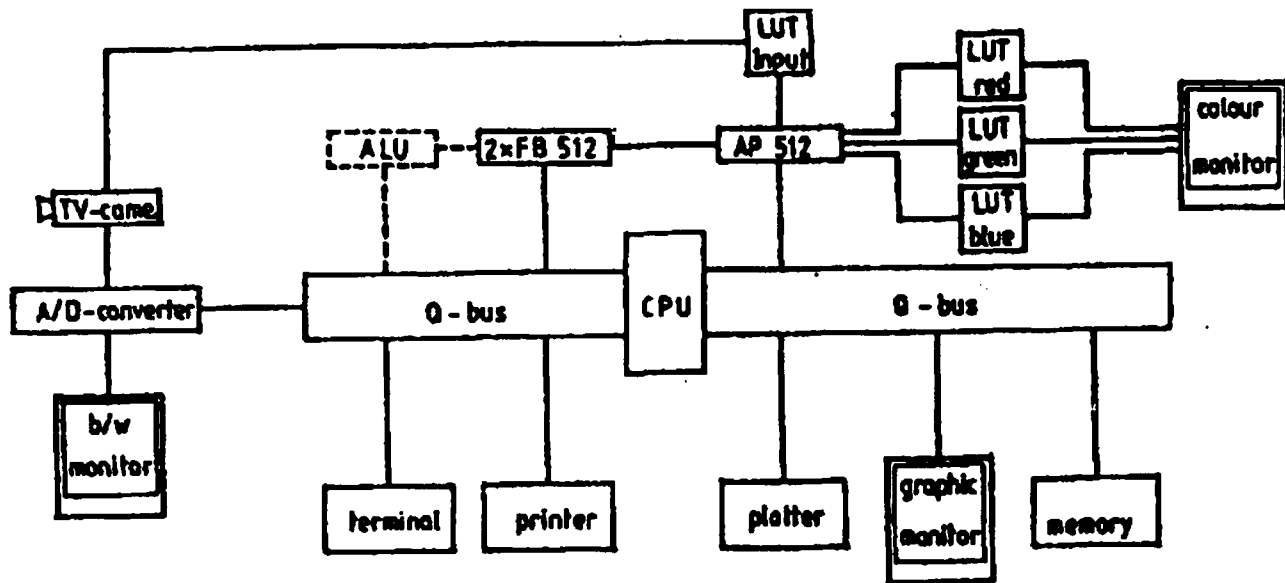 LUT
Input
LUT
red
colour
monitor
ALU
2×FB 512
AP 512
LUT
green
TV-came
LUT
blue
A/D-converter
Q-bus
CPU
Q-bus
b/w
monitor
terminal
printer
plotter
graphic
monitor
memory